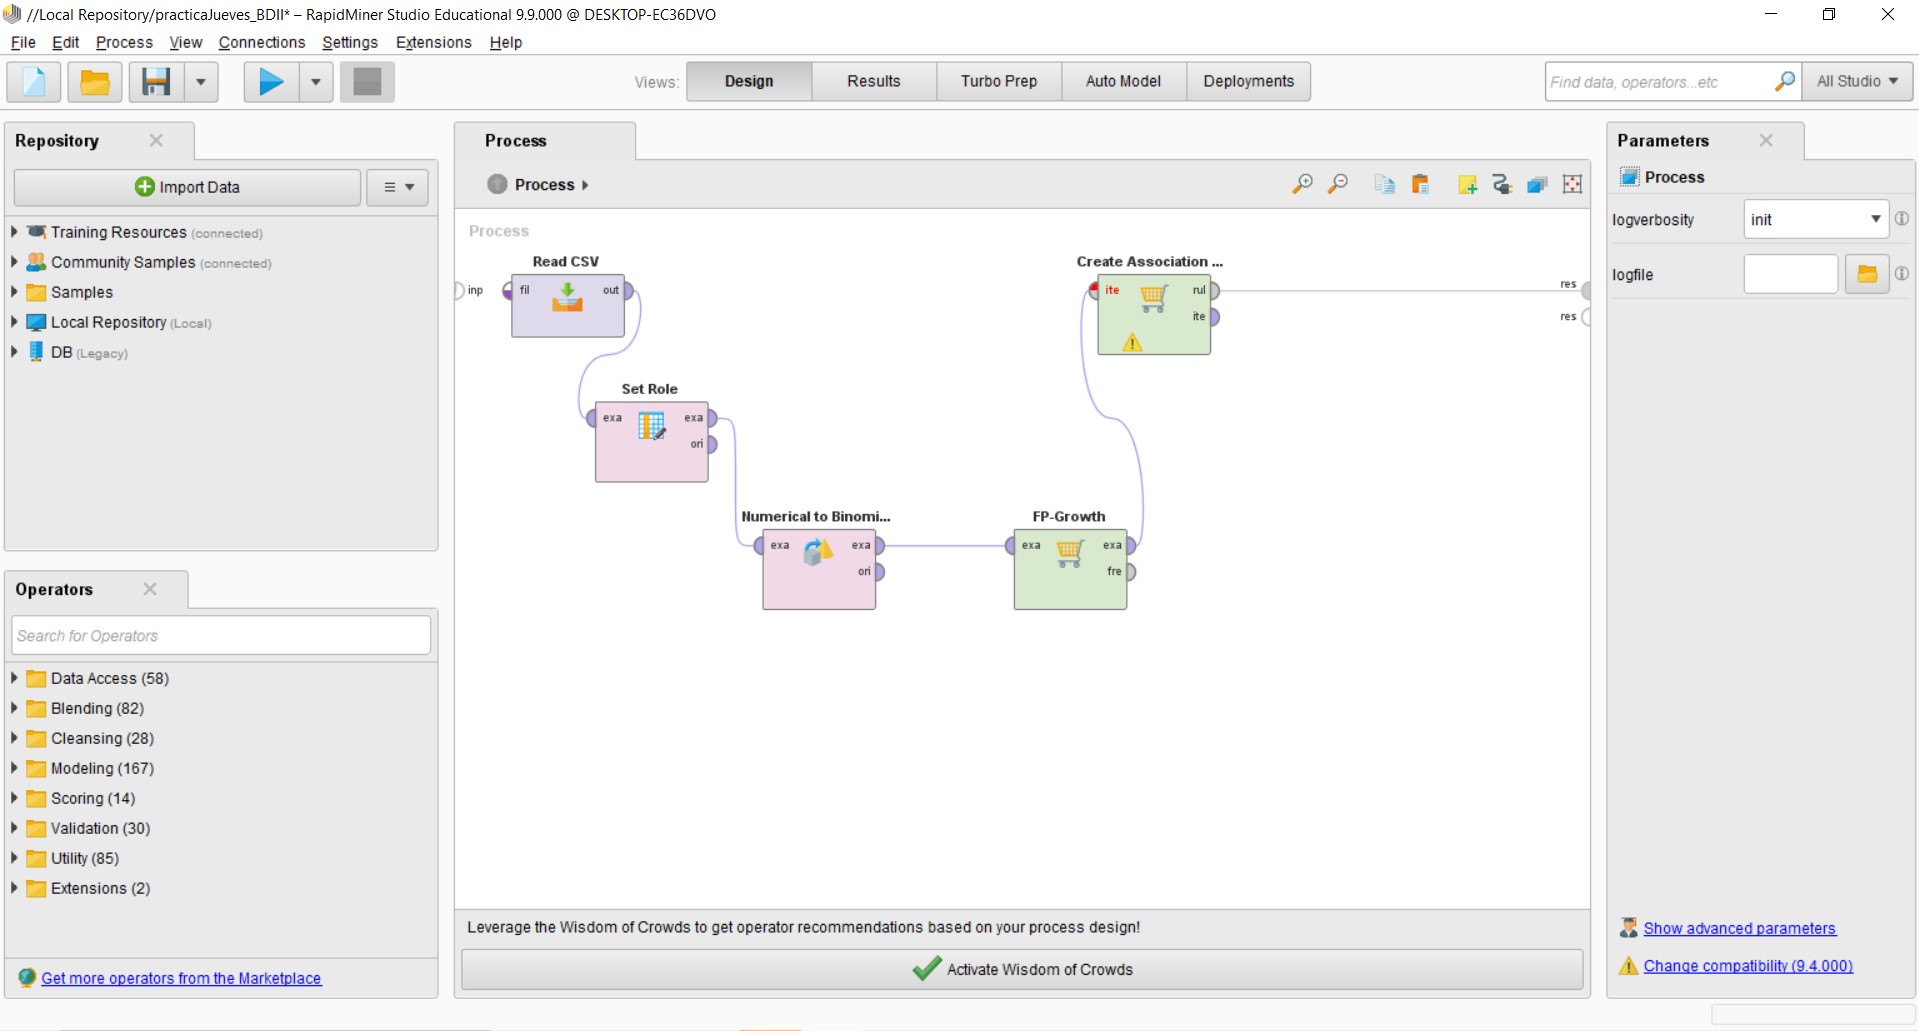 //Local Repository/practicaJueves_BDII* – RapidMiner Studio Educational 9.9.000 @ DESKTOP-EC36DVO
File Edit Process View Connections Settings Extensions Help
Views: Design Results Turbo Prep Auto Model Deployments
Find data, operators...etc
All Studio
Repository
Import Data
Training Resources (connected)
Community Samples (connected)
Samples
Local Repository (Local)
DB (Legacy)
Operators
Search for Operators
Data Access (58)
Blending (82)
Cleansing (28)
Modeling (167)
Scoring (14)
Validation (30)
Utility (85)
Extensions (2)
Get more operators from the Marketplace
Process
Process
Process
inp
Read CSV
fil out
Set Role
exa exa
ori
Numerical to Binomi...
exa exa
ori
FP-Growth
exa exa
fre
Create Association ...
ite rul
ite
res
res
Leverage the Wisdom of Crowds to get operator recommendations based on your process design!
Activate Wisdom of Crowds
Parameters
Process
logverbosity init
logfile
Show advanced parameters
Change compatibility (9.4.000)